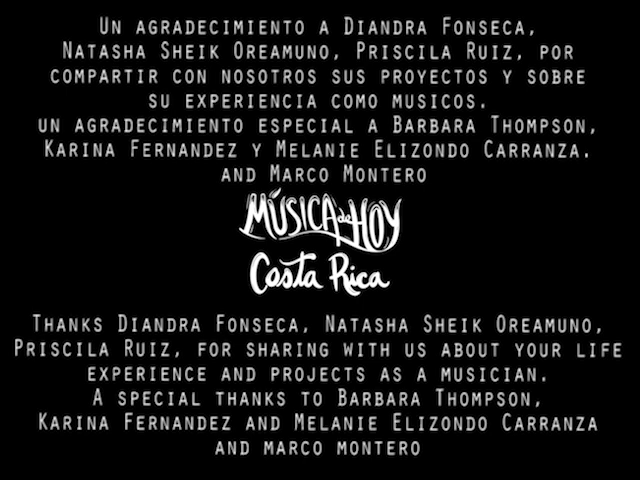 Un agradecimiento a Diandra Fonseca,
Natasha Sheik Oreamuno, Priscila Ruiz, por
compartir con nosotros sus proyectos y sobre
su experiencia como musicos.
un agradecimiento especial a Barbara Thompson,
Karina Fernandez y Melanie Elizondo Carranza.
and Marco Montero
MÚSICA de HOY
Costa Rica
Thanks Diandra Fonseca, Natasha Sheik Oreamuno,
Priscila Ruiz, for sharing with us about your life
experience and projects as a musician.
A special thanks to Barbara Thompson,
Karina Fernandez and Melanie Elizondo Carranza
and marco montero